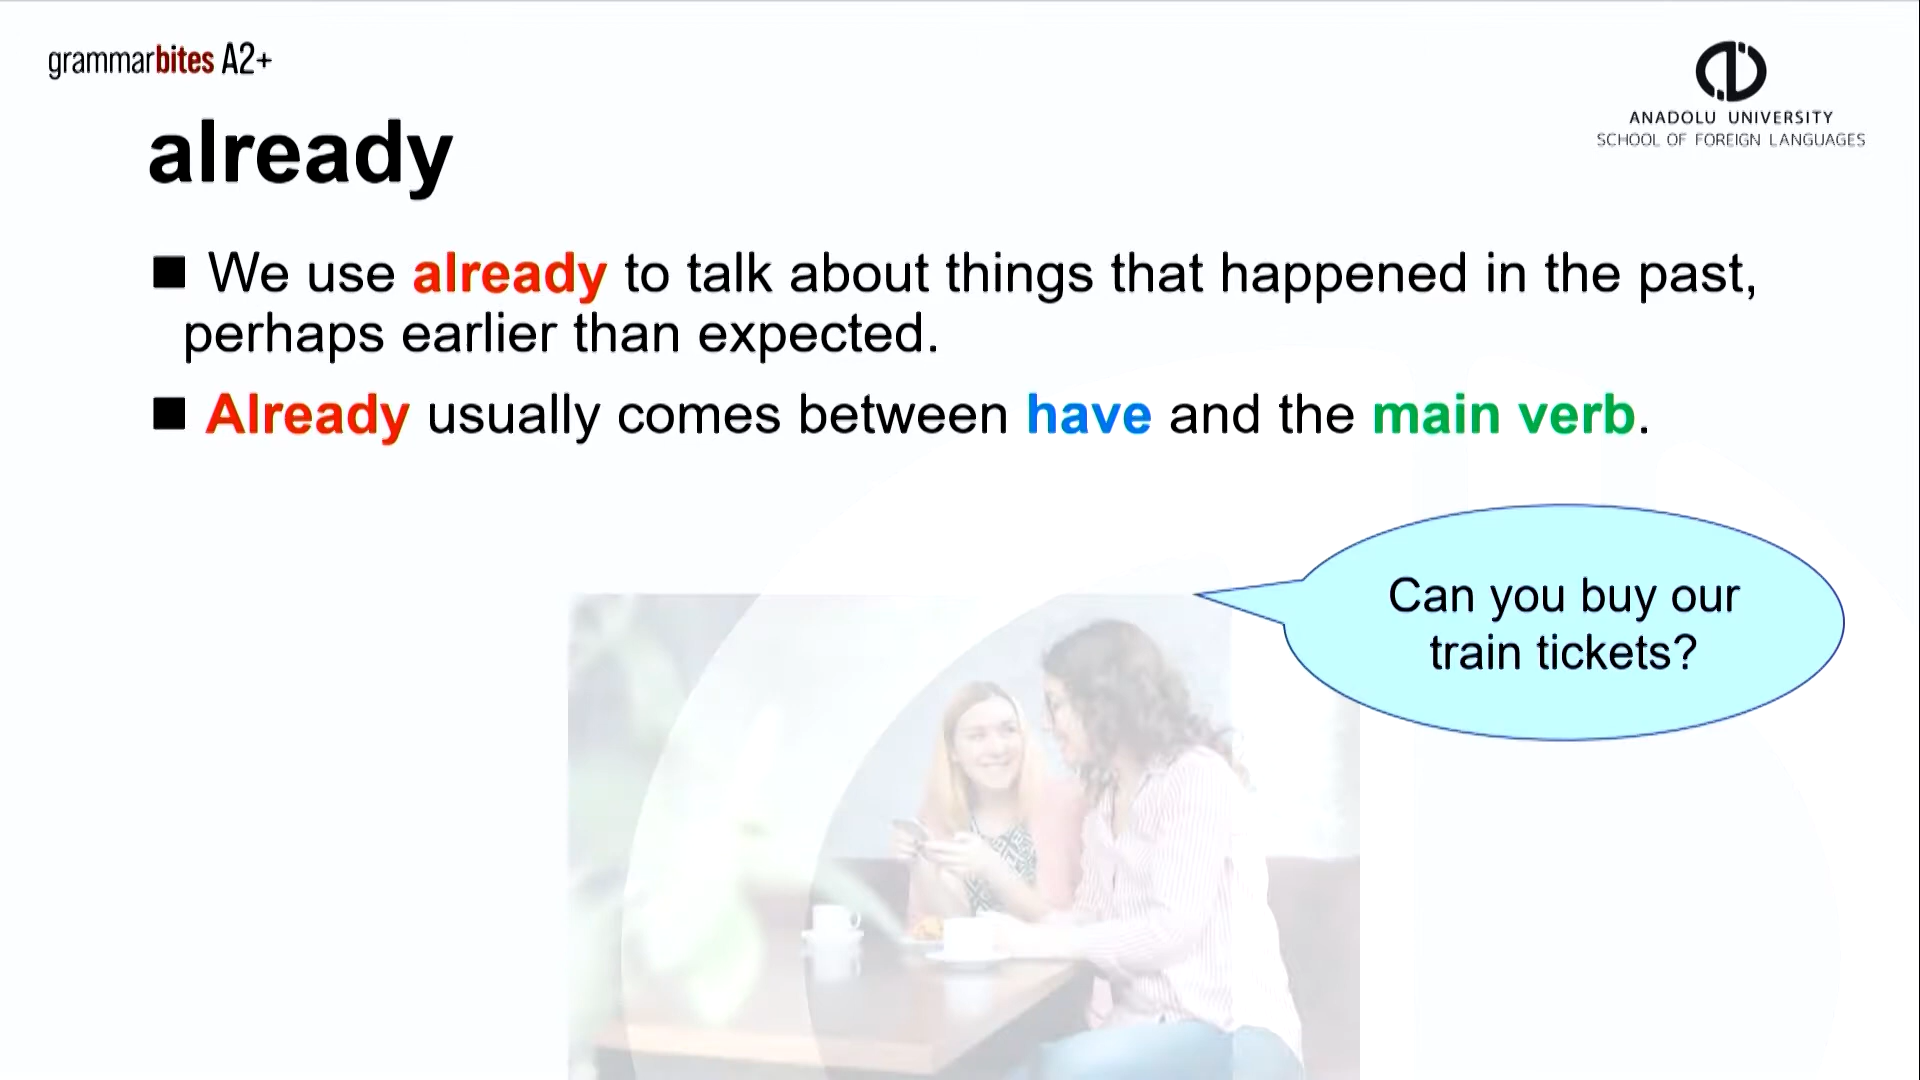 grammarbites A2+
ANADOLU UNIVERSITY
SCHOOL OF FOREIGN LANGUAGES
already
We use already to talk about things that happened in the past,
perhaps earlier than expected.
Already usually comes between have and the main verb.
Can you buy our
train tickets?